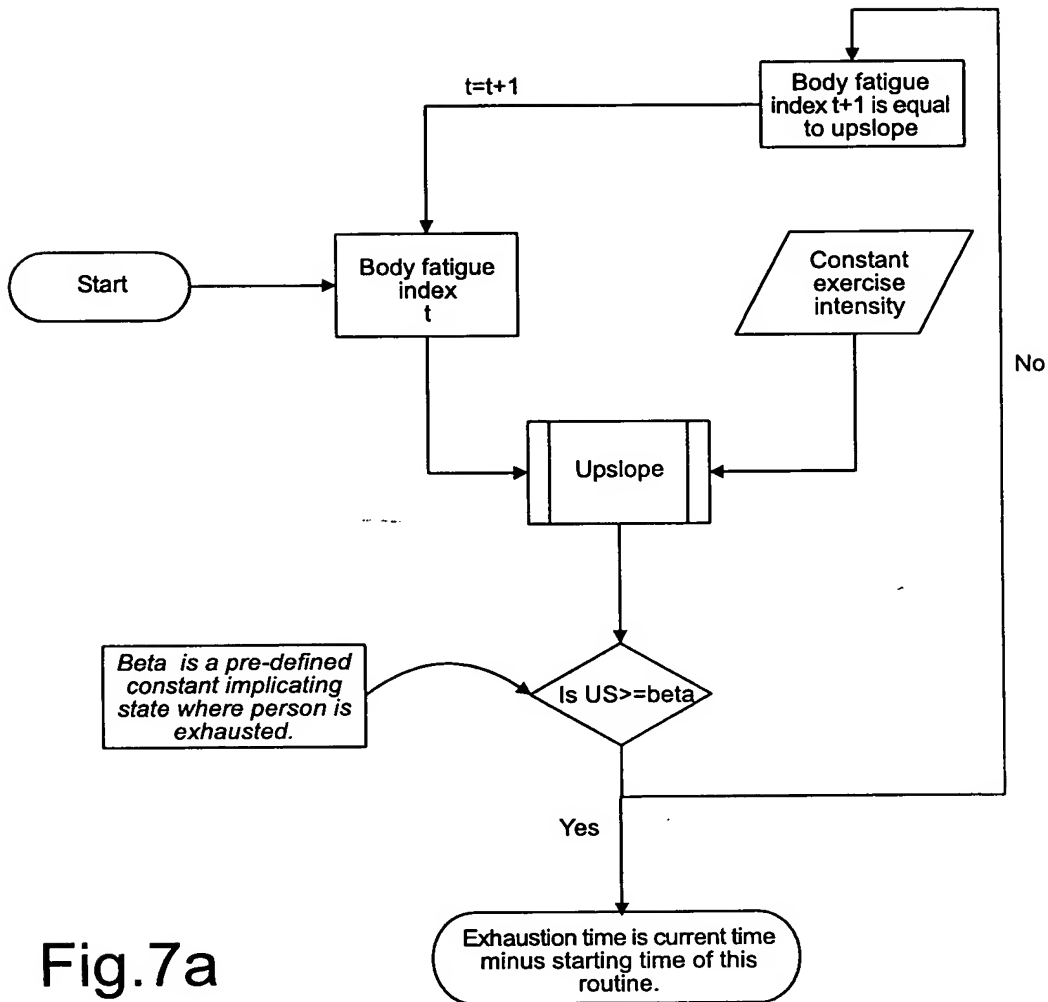 Body fatigue
index t+1 is equal
to upslope
t=t+1
Start
Body fatigue
index
t
Constant
exercise
intensity
No
Upslope
Beta is a pre-defined
constant implicating
state where person is
exhausted.
Is US>=beta
Yes
Exhaustion time is current time
minus starting time of this
routine.
Fig.7a